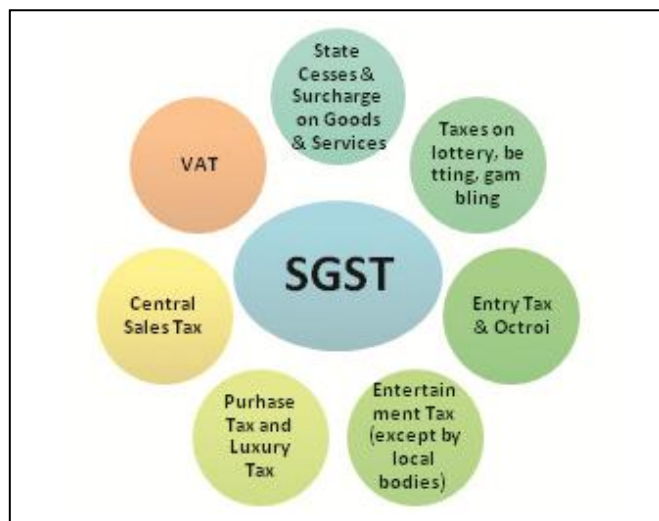 State
Cesses &
Surcharge
on Goods
& Services
Taxes on
lottery, be
tting, gam
bling
VAT
SGST
Central
Sales Tax
Entry Tax
& Octroi
Purhase
Tax and
Luxury
Tax
Entertain
ment Tax
(except by
local
bodies)